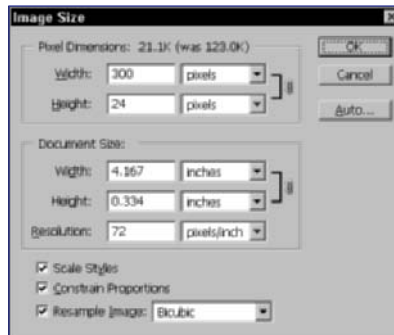 Image Size
Pixel Dimensions: 21.1K (was 123.0K)
OK
Width: 300 pixels
Cancel
Height: 24 pixels
Auto...
Document Size:
Width: 4.167 inches
Height: 0.334 inches
Resolution: 72 pixels/inch
Scale Styles
Constrain Proportions
Resample Image: Bicubic